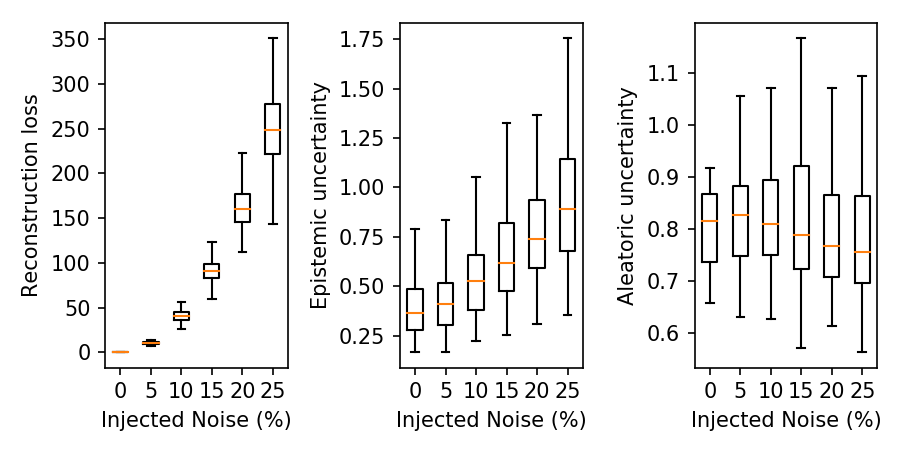 Reconstruction loss
350
300
250
200
150
100
50
0
0 5 10 15 20 25
Injected Noise (%)
Epistemic uncertainty
1.75
1.50
1.25
1.00
0.75
0.50
0.25
0 5 10 15 20 25
Injected Noise (%)
Aleatoric uncertainty
1.1
1.0
0.9
0.8
0.7
0.6
0 5 10 15 20 25
Injected Noise (%)